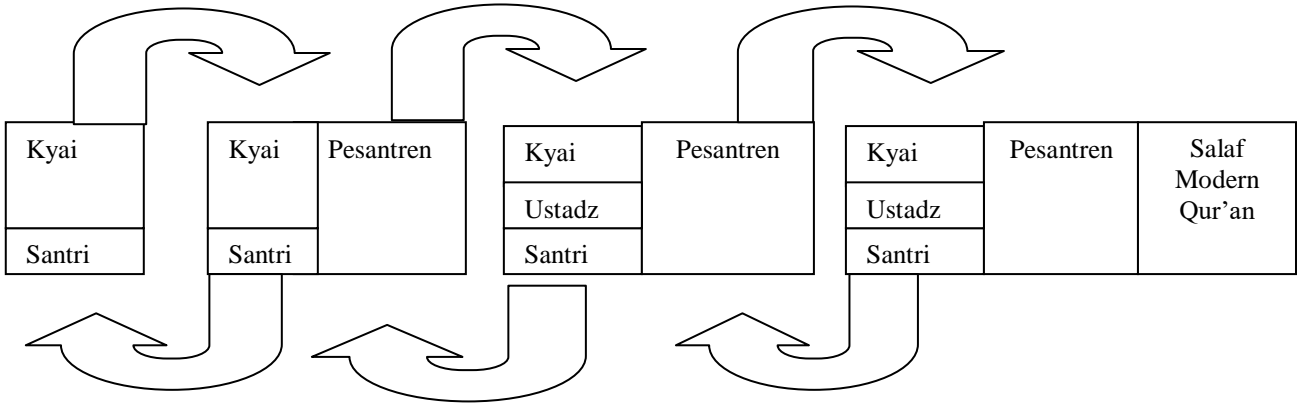 Kyai
Santri
Kyai
Santri
Pesantren
Kyai
Ustadz
Santri
Pesantren
Kyai
Ustadz
Santri
Pesantren
Salaf
Modern
Qur’an